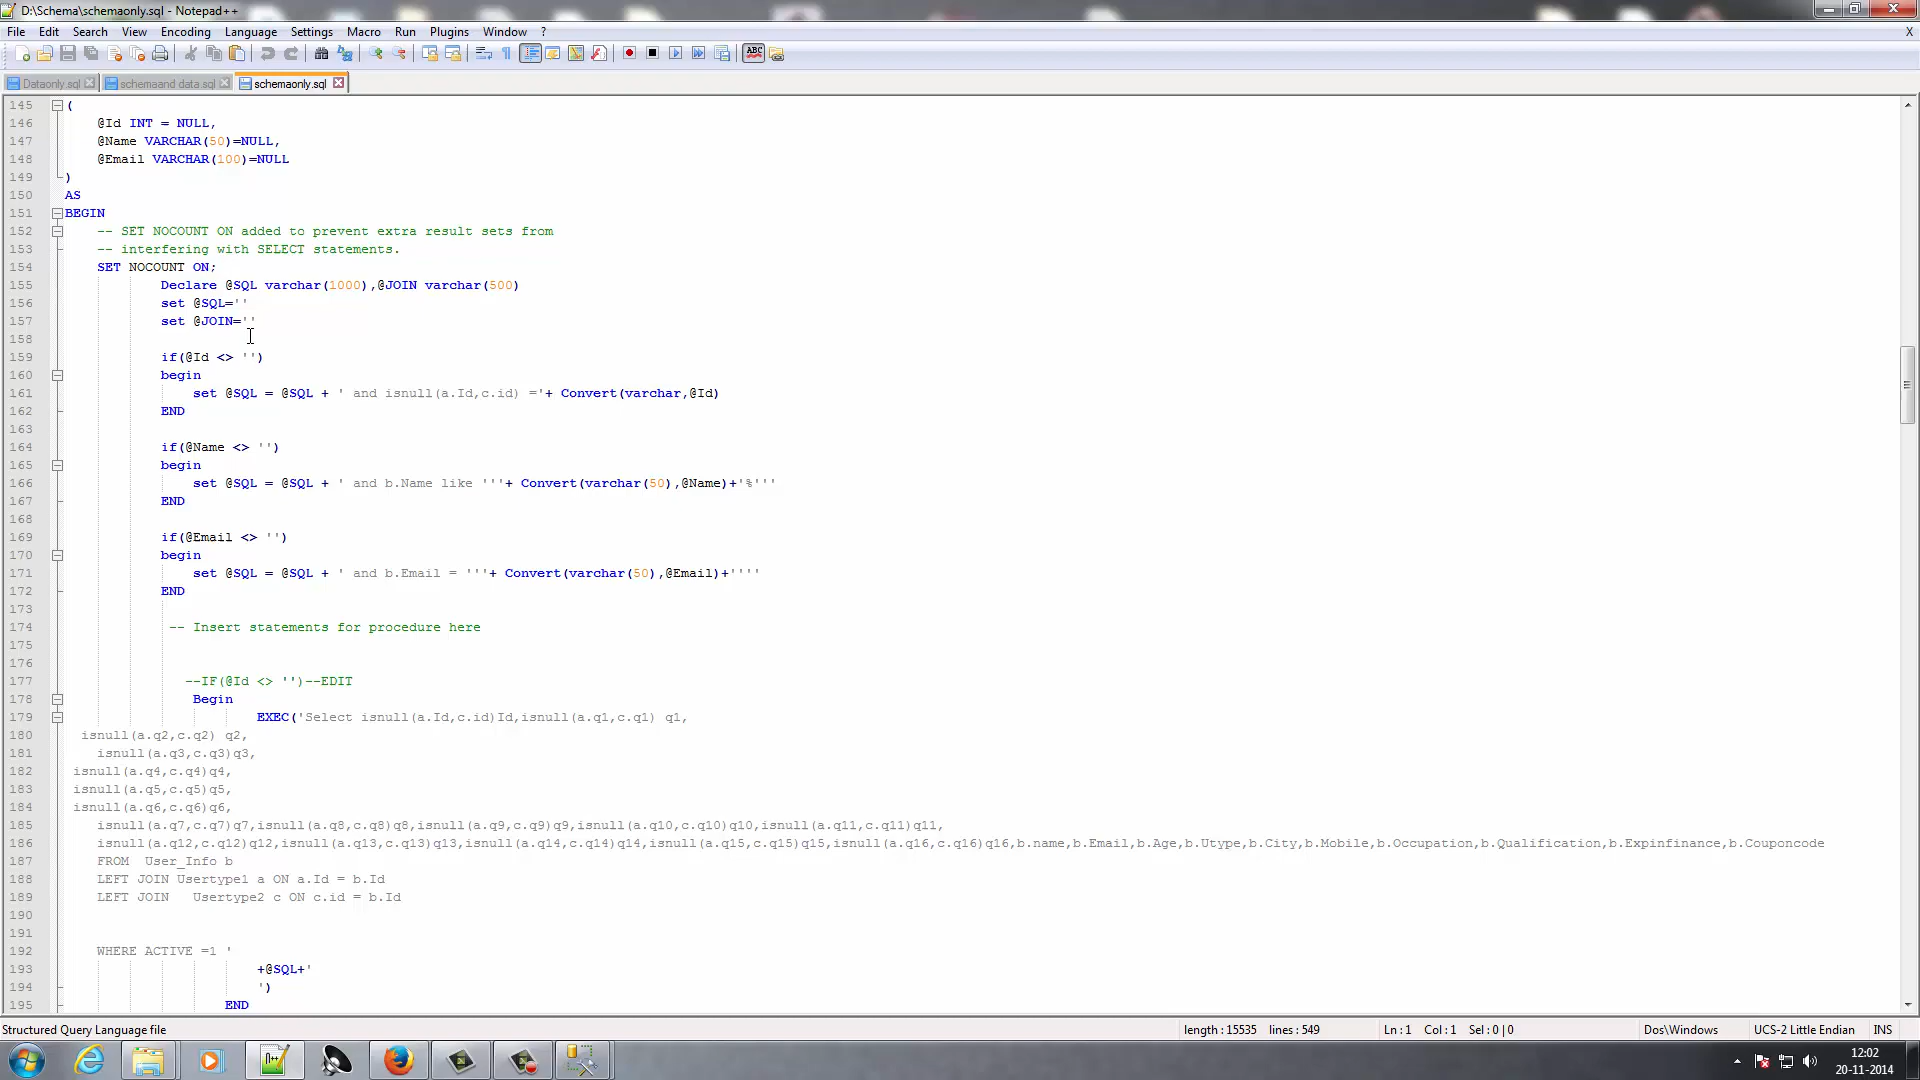 D:\Schema\schemaonly.sql - Notepad++
File Edit Search View Encoding Language Settings Macro Run Plugins Window ? X
Dataonly.sql schemaand data.sql schemaonly.sql
145 (
146 @Id INT = NULL,
147 @Name VARCHAR(50)=NULL,
148 @Email VARCHAR(100)=NULL
149 )
150 AS
151 BEGIN
152 -- SET NOCOUNT ON added to prevent extra result sets from
153 -- interfering with SELECT statements.
154 SET NOCOUNT ON;
155 Declare @SQL varchar(1000),@JOIN varchar(500)
156 set @SQL=''
157 set @JOIN=''
158
159 if(@Id <> '')
160 begin
161 set @SQL = @SQL + ' and isnull(a.Id,c.id) ='+ Convert(varchar,@Id)
162 END
163
164 if(@Name <> '')
165 begin
166 set @SQL = @SQL + ' and b.Name like '''+ Convert(varchar(50),@Name)+'%'''
167 END
168
169 if(@Email <> '')
170 begin
171 set @SQL = @SQL + ' and b.Email = '''+ Convert(varchar(50),@Email)+''''
172 END
173
174 -- Insert statements for procedure here
175
176
177 --IF(@Id <> '')--EDIT
178 Begin
179 EXEC('Select isnull(a.Id,c.id)Id,isnull(a.q1,c.q1) q1,
180 isnull(a.q2,c.q2) q2,
181 isnull(a.q3,c.q3)q3,
182 isnull(a.q4,c.q4)q4,
183 isnull(a.q5,c.q5)q5,
184 isnull(a.q6,c.q6)q6,
185 isnull(a.q7,c.q7)q7,isnull(a.q8,c.q8)q8,isnull(a.q9,c.q9)q9,isnull(a.q10,c.q10)q10,isnull(a.q11,c.q11)q11,
186 isnull(a.q12,c.q12)q12,isnull(a.q13,c.q13)q13,isnull(a.q14,c.q14)q14,isnull(a.q15,c.q15)q15,isnull(a.q16,c.q16)q16,b.name,b.Email,b.Age,b.Utype,b.City,b.Mobile,b.Occupation,b.Qualification,b.Expinfinance,b.Couponcode
187 FROM User_Info b
188 LEFT JOIN Usertype1 a ON a.Id = b.Id
189 LEFT JOIN Usertype2 c ON c.id = b.Id
190
191
192 WHERE ACTIVE =1 '
193 +@SQL+'
194 ')
195 END
Structured Query Language file length : 15535 lines : 549 Ln : 1 Col : 1 Sel : 0 | 0 Dos\Windows UCS-2 Little Endian INS
12:02
20-11-2014